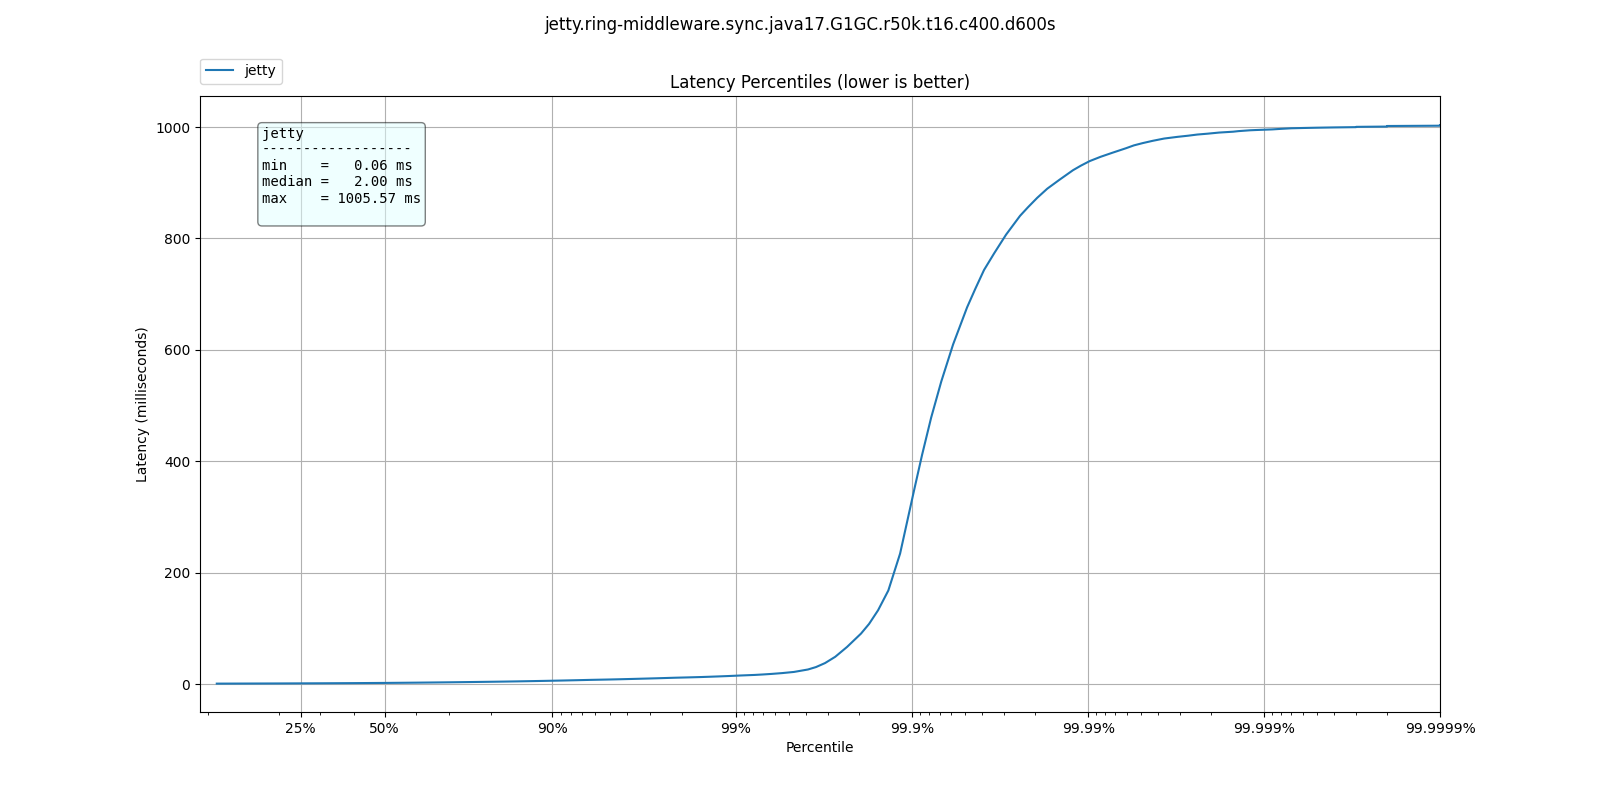 jetty.ring-middleware.sync.java17.G1GC.r50k.t16.c400.d600s
jetty
Latency Percentiles (lower is better)
jetty
------------------
min    =   0.06 ms
median =   2.00 ms
max    = 1005.57 ms
1000
800
600
400
200
0
Latency (milliseconds)
25% 50% 90% 99% 99.9% 99.99% 99.999% 99.9999%
Percentile